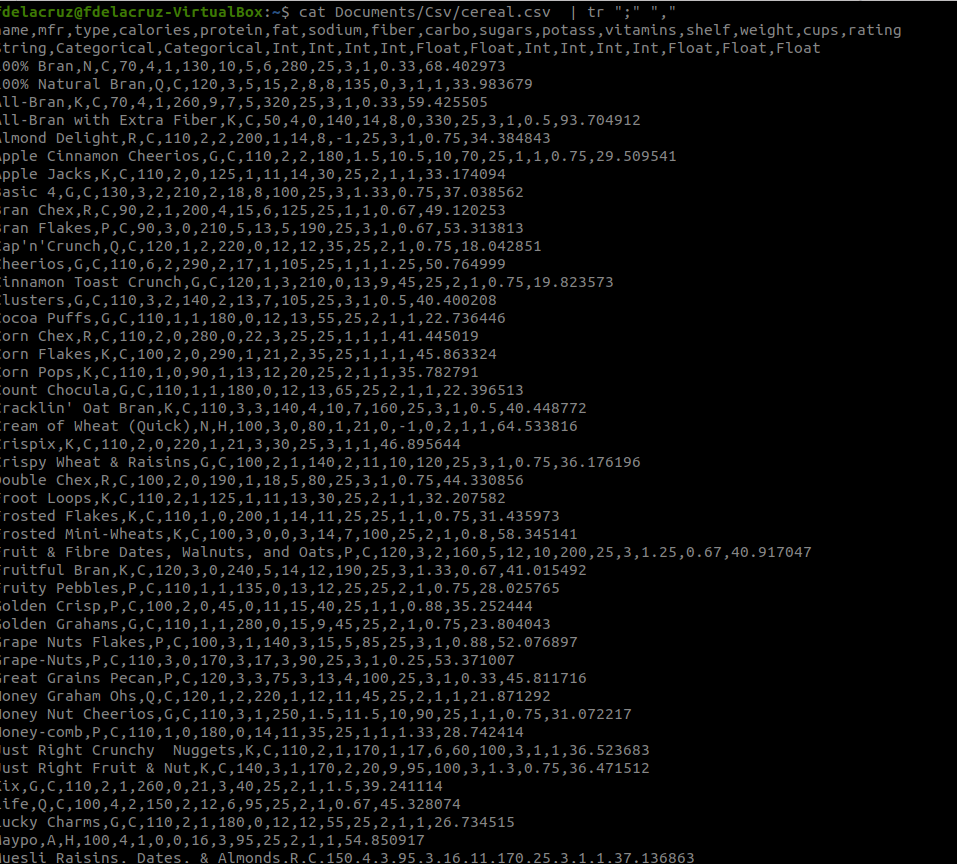 fdelacruz@fdelacruz-VirtualBox:~$ cat Documents/Csv/cereal.csv  | tr ";" ","
name,mfr,type,calories,protein,fat,sodium,fiber,carbo,sugars,potass,vitamins,shelf,weight,cups,rating
String,Categorical,Categorical,Int,Int,Int,Int,Float,Float,Int,Int,Int,Int,Float,Float,Float
100% Bran,N,C,70,4,1,130,10,5,6,280,25,3,1,0.33,68.402973
100% Natural Bran,Q,C,120,3,5,15,2,8,8,135,0,3,1,1,33.983679
All-Bran,K,C,70,4,1,260,9,7,5,320,25,3,1,0.33,59.425505
All-Bran with Extra Fiber,K,C,50,4,0,140,14,8,0,330,25,3,1,0.5,93.704912
Almond Delight,R,C,110,2,2,200,1,14,8,-1,25,3,1,0.75,34.384843
Apple Cinnamon Cheerios,G,C,110,2,2,180,1.5,10.5,10,70,25,1,1,0.75,29.509541
Apple Jacks,K,C,110,2,0,125,1,11,14,30,25,2,1,1,33.174094
Basic 4,G,C,130,3,2,210,2,18,8,100,25,3,1.33,0.75,37.038562
Bran Chex,R,C,90,2,1,200,4,15,6,125,25,1,1,0.67,49.120253
Bran Flakes,P,C,90,3,0,210,5,13,5,190,25,3,1,0.67,53.313813
Cap'n'Crunch,Q,C,120,1,2,220,0,12,12,35,25,2,1,0.75,18.042851
Cheerios,G,C,110,6,2,290,2,17,1,105,25,1,1,1.25,50.764999
Cinnamon Toast Crunch,G,C,120,1,3,210,0,13,9,45,25,2,1,0.75,19.823573
Clusters,G,C,110,3,2,140,2,13,7,105,25,3,1,0.5,40.400208
Cocoa Puffs,G,C,110,1,1,180,0,12,13,55,25,2,1,1,22.736446
Corn Chex,R,C,110,2,0,280,0,22,3,25,25,1,1,1,41.445019
Corn Flakes,K,C,100,2,0,290,1,21,2,35,25,1,1,1,45.863324
Corn Pops,K,C,110,1,0,90,1,13,12,20,25,2,1,1,35.782791
Count Chocula,G,C,110,1,1,180,0,12,13,65,25,2,1,1,22.396513
Cracklin' Oat Bran,K,C,110,3,3,140,4,10,7,160,25,3,1,0.5,40.448772
Cream of Wheat (Quick),N,H,100,3,0,80,1,21,0,-1,0,2,1,1,64.533816
Crispix,K,C,110,2,0,220,1,21,3,30,25,3,1,1,46.895644
Crispy Wheat & Raisins,G,C,100,2,1,140,2,11,10,120,25,3,1,0.75,36.176196
Double Chex,R,C,100,2,0,190,1,18,5,80,25,3,1,0.75,44.330856
Froot Loops,K,C,110,2,1,125,1,11,13,30,25,2,1,1,32.207582
Frosted Flakes,K,C,110,1,0,200,1,14,11,25,25,1,1,0.75,31.435973
Frosted Mini-Wheats,K,C,100,3,0,0,3,14,7,100,25,2,1,0.8,58.345141
Fruit & Fibre Dates, Walnuts, and Oats,P,C,120,3,2,160,5,12,10,200,25,3,1.25,0.67,40.917047
Fruitful Bran,K,C,120,3,0,240,5,14,12,190,25,3,1.33,0.67,41.015492
Fruity Pebbles,P,C,110,1,1,135,0,13,12,25,25,2,1,0.75,28.025765
Golden Crisp,P,C,100,2,0,45,0,11,15,40,25,1,1,0.88,35.252444
Golden Grahams,G,C,110,1,1,280,0,15,9,45,25,2,1,0.75,23.804043
Grape Nuts Flakes,P,C,100,3,1,140,3,15,5,85,25,3,1,0.88,52.076897
Grape-Nuts,P,C,110,3,0,170,3,17,3,90,25,3,1,0.25,53.371007
Great Grains Pecan,P,C,120,3,3,75,3,13,4,100,25,3,1,0.33,45.811716
Honey Graham Ohs,Q,C,120,1,2,220,1,12,11,45,25,2,1,1,21.871292
Honey Nut Cheerios,G,C,110,3,1,250,1.5,11.5,10,90,25,1,1,0.75,31.072217
Honey-comb,P,C,110,1,0,180,0,14,11,35,25,1,1,1.33,28.742414
Just Right Crunchy  Nuggets,K,C,110,2,1,170,1,17,6,60,100,3,1,1,36.523683
Just Right Fruit & Nut,K,C,140,3,1,170,2,20,9,95,100,3,1.3,0.75,36.471512
Kix,G,C,110,2,1,260,0,21,3,40,25,2,1,1.5,39.241114
Life,Q,C,100,4,2,150,2,12,6,95,25,2,1,0.67,45.328074
Lucky Charms,G,C,110,2,1,180,0,12,12,55,25,2,1,1,26.734515
Maypo,A,H,100,4,1,0,0,16,3,95,25,2,1,1,54.850917
Muesli Raisins, Dates, & Almonds,R,C,150,4,3,95,3,16,11,170,25,3,1,1,37.136863